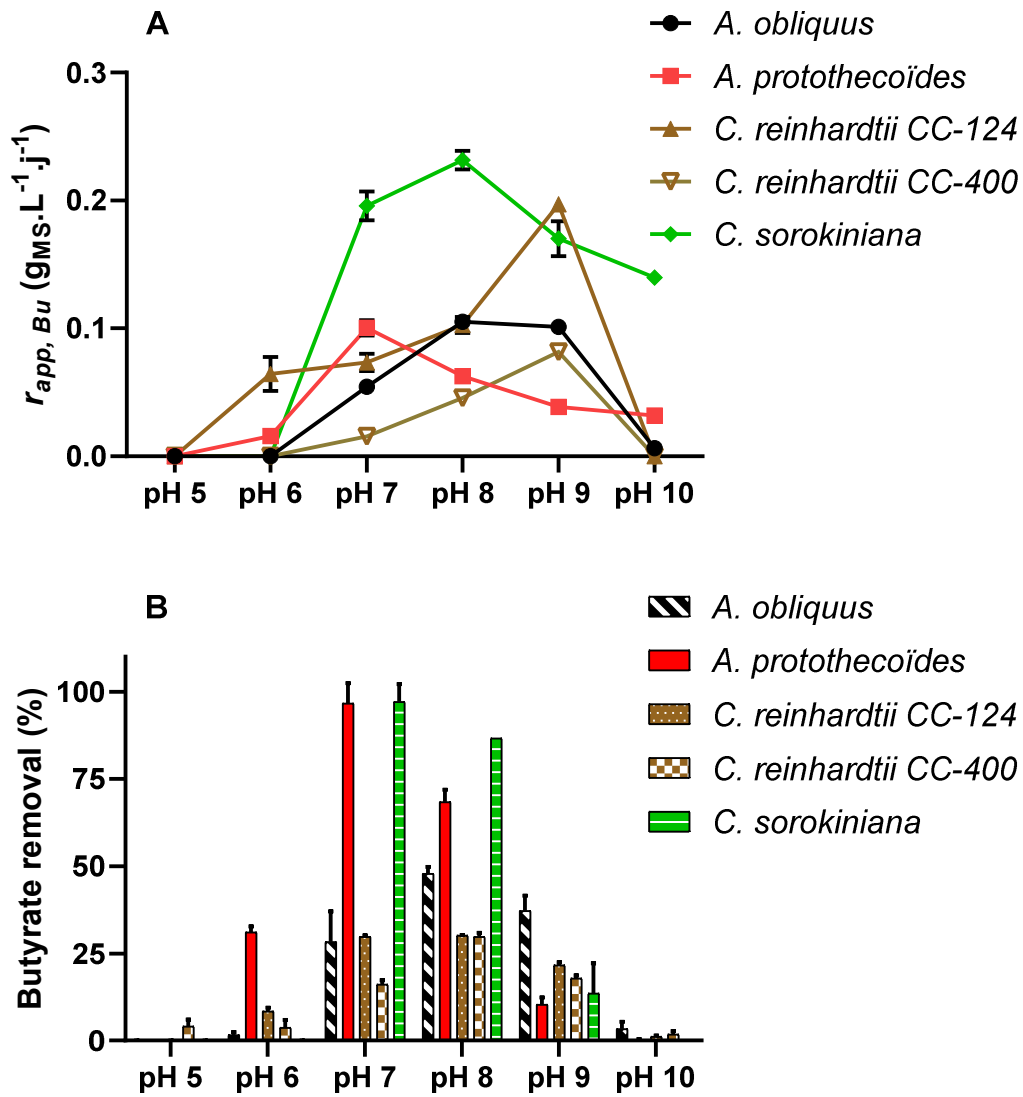 A
A. obliquus
A. protothecoïdes
C. reinhardtii CC-124
C. reinhardtii CC-400
C. sorokiniana
r_app, Bu (g_MS.L⁻¹.j⁻¹)
0.3
0.2
0.1
0.0
pH 5 pH 6 pH 7 pH 8 pH 9 pH 10
B
A. obliquus
A. protothecoïdes
C. reinhardtii CC-124
C. reinhardtii CC-400
C. sorokiniana
Butyrate removal (%)
100
75
50
25
0
pH 5 pH 6 pH 7 pH 8 pH 9 pH 10